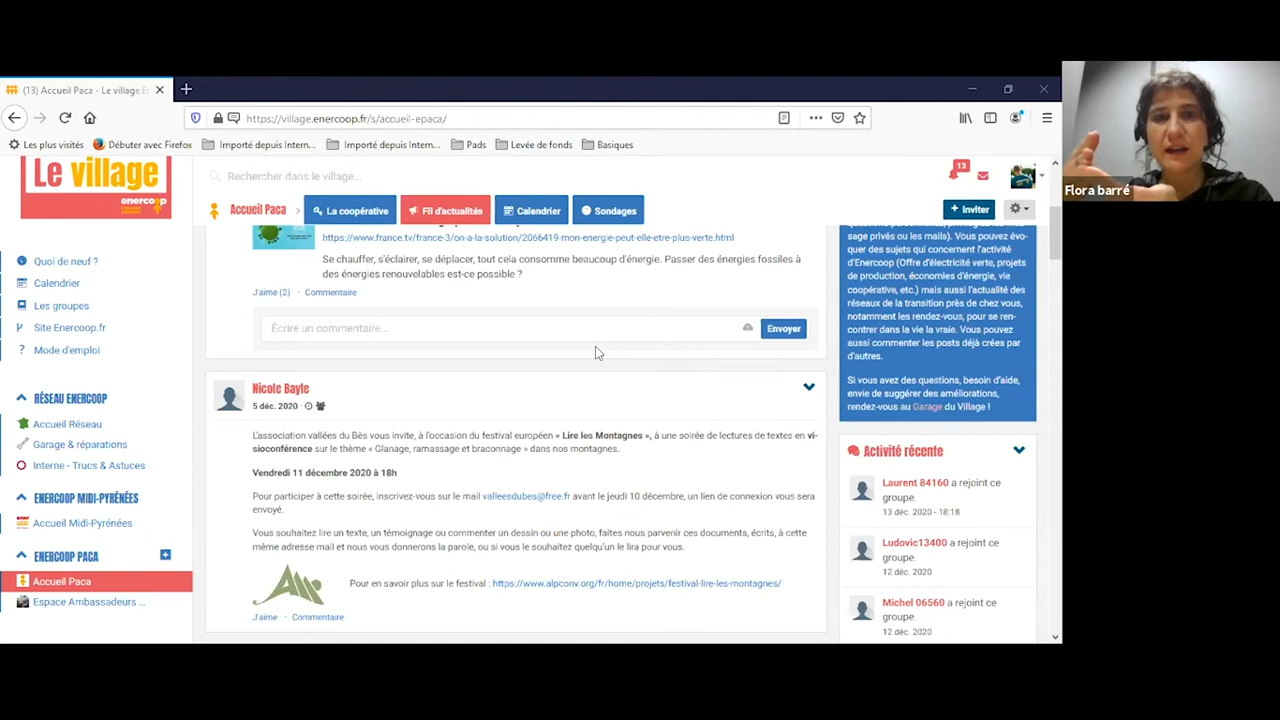 (13) Accueil Paca - Le village E
https://village.enercoop.fr/s/accueil-epaca/
Les plus visités
Débuter avec Firefox
Importé depuis Intern...
Importé depuis Intern...
Pads
Levée de fonds
Basiques
Le village
enercoop
Rechercher dans le village...
13
Accueil Paca
La coopérative
Fil d'actualités
Calendrier
Sondages
+ Inviter
Flora barré
Quoi de neuf ?
Calendrier
Les groupes
Site Enercoop.fr
? Mode d'emploi
RÉSEAU ENERCOOP
Accueil Réseau
Garage & réparations
Interne - Trucs & Astuces
ENERCOOP MIDI-PYRÉNÉES
Accueil Midi-Pyrénées
ENERCOOP PACA
Accueil Paca
Espace Ambassadeurs ...
https://www.france.tv/france-3/on-a-la-solution/2066419-mon-energie-peut-elle-etre-plus-verte.html
Se chauffer, s'éclairer, se déplacer, tout cela consomme beaucoup d'énergie. Passer des énergies fossiles à
des énergies renouvelables est-ce possible ?
J'aime (2) · Commentaire
Écrire un commentaire...
Envoyer
Nicole Bayle
5 déc. 2020 ·
L'association vallées du Bès vous invite, à l'occasion du festival européen « Lire les Montagnes », à une soirée de lectures de textes en vi-
sioconférence sur le thème « Glanage, ramassage et braconnage » dans nos montagnes.
Vendredi 11 décembre 2020 à 18h
Pour participer à cette soirée, inscrivez-vous sur le mail valleesdubes@free.fr avant le jeudi 10 décembre, un lien de connexion vous sera
envoyé.
Vous souhaitez lire un texte, un témoignage ou commenter un dessin ou une photo, faites nous parvenir ces documents, écrits, à cette
même adresse mail et nous vous donnerons la parole, ou si vous le souhaitez quelqu'un le lira pour vous.
Pour en savoir plus sur le festival : https://www.alpconv.org/fr/home/projets/festival-lire-les-montagnes/
J'aime · Commentaire
sage privés ou les mails). Vous pouvez évo-
quer des sujets qui concernent l'activité
d'Enercoop (Offre d'électricité verte, projets
de production, économies d'énergie, vie
coopérative, etc.) mais aussi l'actualité des
réseaux de la transition près de chez vous,
notamment les rendez-vous, pour se ren-
contrer dans la vie la vraie. Vous pouvez
aussi commenter les posts déjà crées par
d'autres.
Si vous avez des questions, besoin d'aide,
envie de suggérer des améliorations,
rendez-vous au Garage du Village !
Activité récente
Laurent 84160 a rejoint ce
groupe.
13 déc. 2020 - 18:18
Ludovic13400 a rejoint ce
groupe.
12 déc. 2020
Michel 06560 a rejoint ce
groupe.
12 déc. 2020